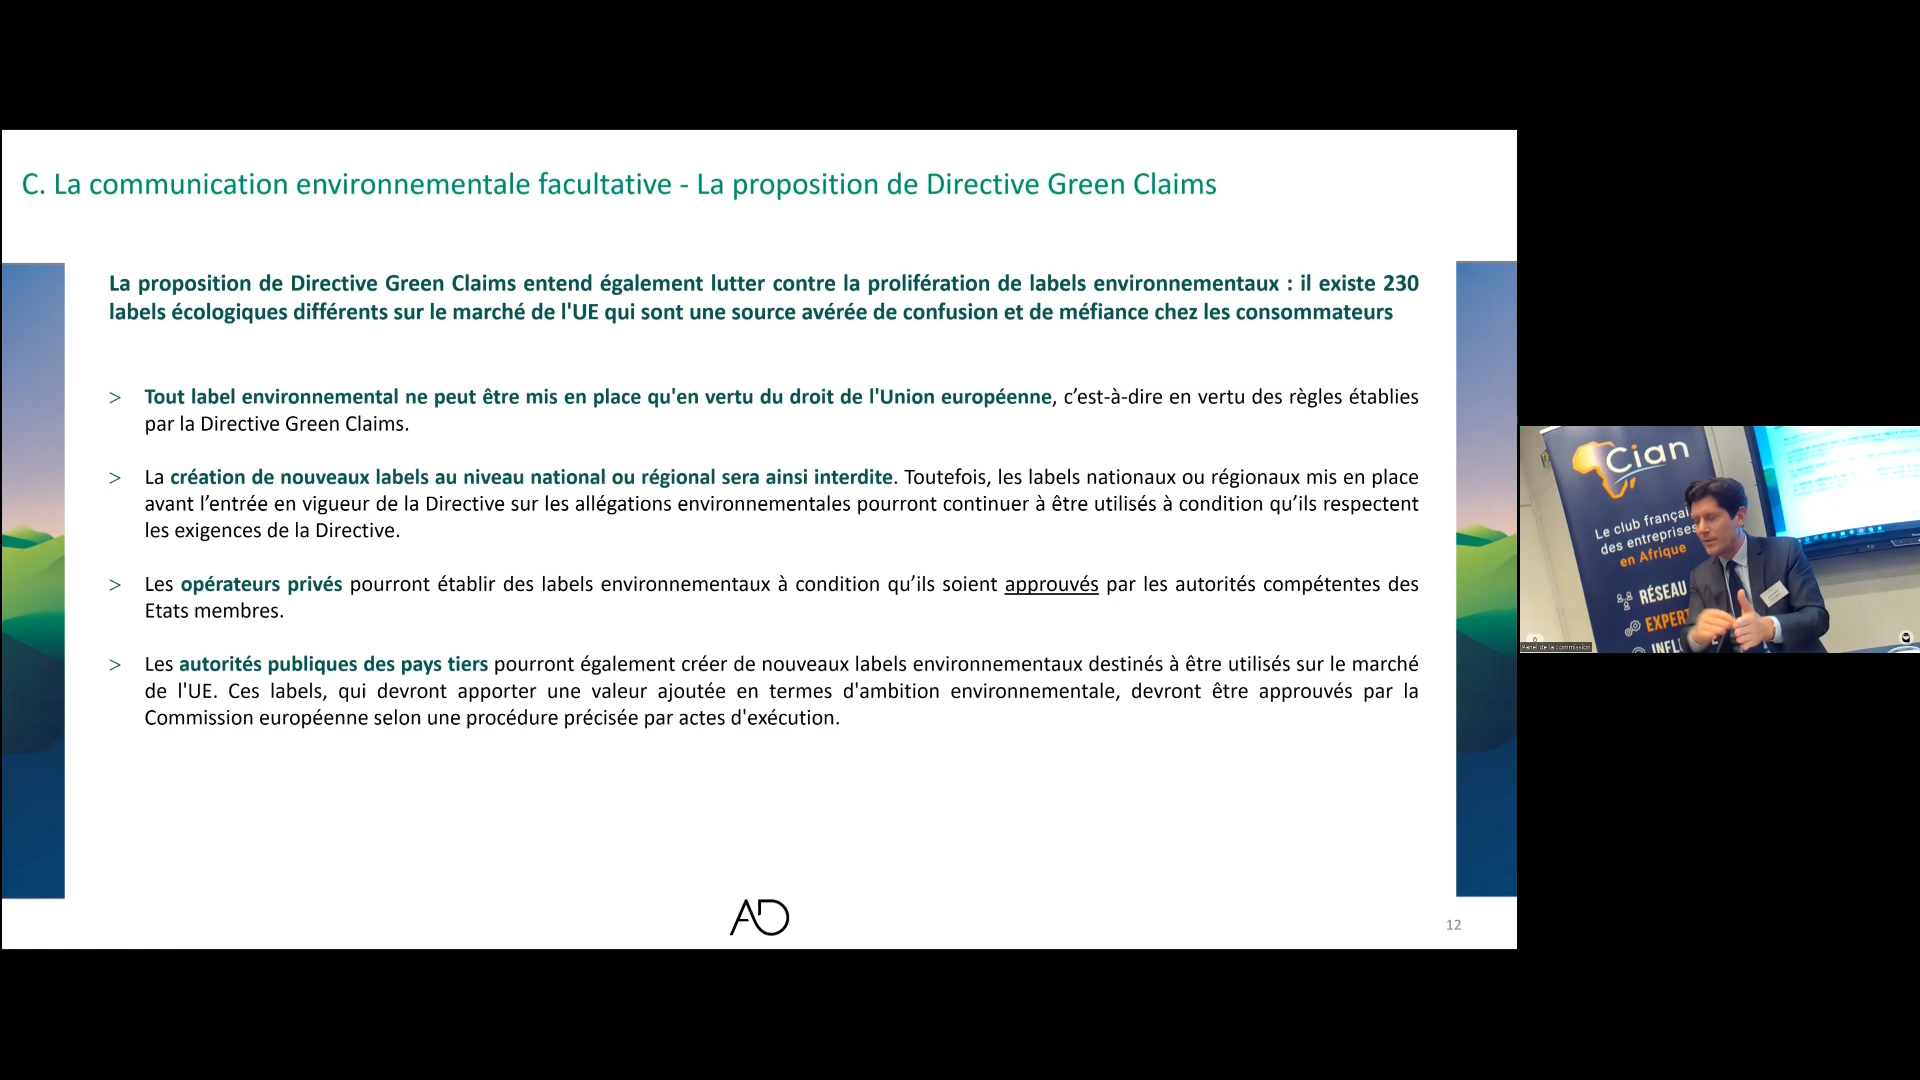 C. La communication environnementale facultative - La proposition de Directive Green Claims
La proposition de Directive Green Claims entend également lutter contre la prolifération de labels environnementaux : il existe 230
labels écologiques différents sur le marché de l'UE qui sont une source avérée de confusion et de méfiance chez les consommateurs
> Tout label environnemental ne peut être mis en place qu'en vertu du droit de l'Union européenne, c’est-à-dire en vertu des règles établies
par la Directive Green Claims.
> La création de nouveaux labels au niveau national ou régional sera ainsi interdite. Toutefois, les labels nationaux ou régionaux mis en place
avant l’entrée en vigueur de la Directive sur les allégations environnementales pourront continuer à être utilisés à condition qu’ils respectent
les exigences de la Directive.
> Les opérateurs privés pourront établir des labels environnementaux à condition qu’ils soient approuvés par les autorités compétentes des
Etats membres.
> Les autorités publiques des pays tiers pourront également créer de nouveaux labels environnementaux destinés à être utilisés sur le marché
de l'UE. Ces labels, qui devront apporter une valeur ajoutée en termes d'ambition environnementale, devront être approuvés par la
Commission européenne selon une procédure précisée par actes d'exécution.
AD
12
Cian
Le club françai
des entreprises
en Afrique
RÉSEAU
EXPERT
INFL
Panel de la commission